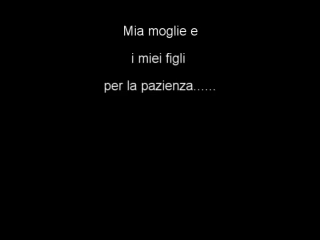 Mia moglie e
i miei figli
per la pazienza......